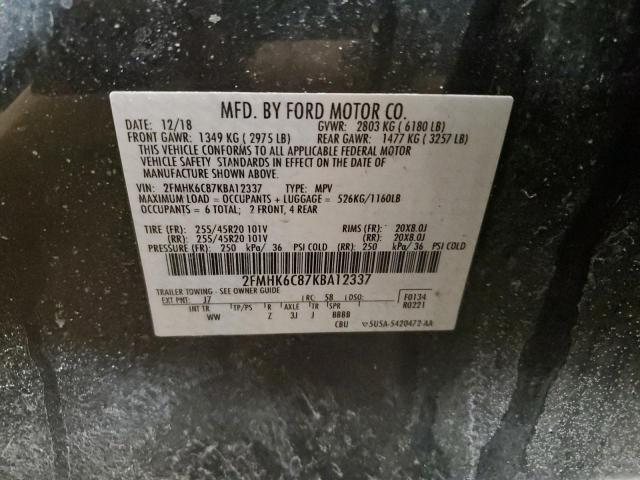 MFD. BY FORD MOTOR CO.
DATE: 12/18 GVWR: 2803 KG ( 6180 LB)
FRONT GAWR: 1349 KG ( 2975 LB) REAR GAWR: 1477 KG ( 3257 LB)
THIS VEHICLE CONFORMS TO ALL APPLICABLE FEDERAL MOTOR
VEHICLE SAFETY STANDARDS IN EFFECT ON THE DATE OF
MANUFACTURE SHOWN ABOVE.
VIN: 2FMHK6C87KBA12337 TYPE: MPV
MAXIMUM LOAD = OCCUPANTS + LUGGAGE = 526KG/1160LB
OCCUPANTS = 6 TOTAL; 2 FRONT, 4 REAR
TIRE (FR): 255/45R20 101V RIMS (FR): 20X8.0J
(RR): 255/45R20 101V (RR): 20X8.0J
PRESSURE (FR): 250 kPa/ 36 PSI COLD (RR): 250 kPa/ 36 PSI COLD
2FMHK6C87KBA12337
TRAILER TOWING - SEE OWNER GUIDE
EXT PNT: J7 RC: 58 DSO: F0134
INT TR TP/PS R AXLE TR SPR R0221
WW Z 3J J BBBB
CBU 5U5A-5420472-AA